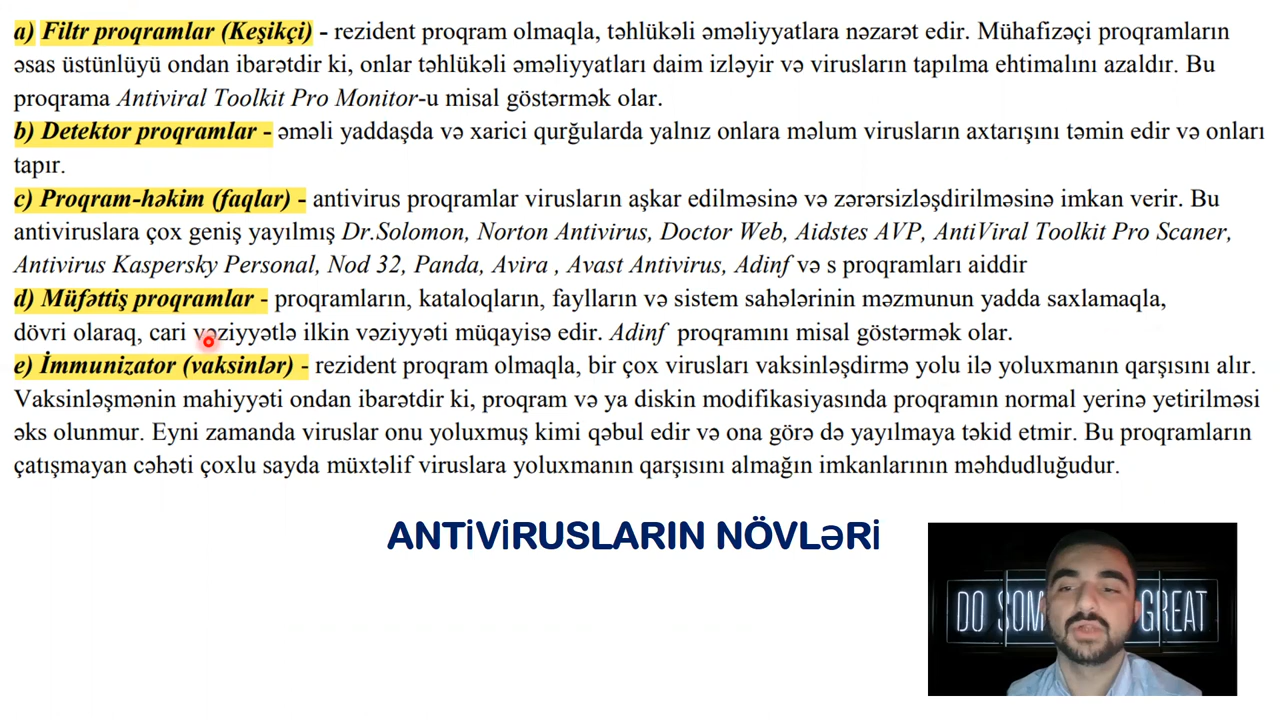 a) Filtr proqramlar (Keşikçi) - rezident proqram olmaqla, təhlükəli əməliyyatlara nəzarət edir. Mühafizəçi proqramların
əsas üstünlüyü ondan ibarətdir ki, onlar təhlükəli əməliyyatları daim izləyir və virusların tapılma ehtimalını azaldır. Bu
proqrama Antiviral Toolkit Pro Monitor-u misal göstərmək olar.
b) Detektor proqramlar - əməli yaddaşda və xarici qurğularda yalnız onlara məlum virusların axtarışını təmin edir və onları
tapır.
c) Proqram-həkim (faqlar) - antivirus proqramlar virusların aşkar edilməsinə və zərərsizləşdirilməsinə imkan verir. Bu
antiviruslara çox geniş yayılmış Dr.Solomon, Norton Antivirus, Doctor Web, Aidstes AVP, AntiViral Toolkit Pro Scaner,
Antivirus Kaspersky Personal, Nod 32, Panda, Avira , Avast Antivirus, Adinf və s proqramları aiddir
d) Müfəttiş proqramlar - proqramların, kataloqların, faylların və sistem sahələrinin məzmunun yadda saxlamaqla,
dövri olaraq, cari vəziyyətlə ilkin vəziyyəti müqayisə edir. Adinf proqramını misal göstərmək olar.
e) İmmunizator (vaksinlər) - rezident proqram olmaqla, bir çox virusları vaksinləşdirmə yolu ilə yoluxmanın qarşısını alır.
Vaksinləşmənin mahiyyəti ondan ibarətdir ki, proqram və ya diskin modifikasiyasında proqramın normal yerinə yetirilməsi
əks olunmur. Eyni zamanda viruslar onu yoluxmuş kimi qəbul edir və ona görə də yayılmaya təkid etmir. Bu proqramların
çatışmayan cəhəti çoxlu sayda müxtəlif viruslara yoluxmanın qarşısını almağın imkanlarının məhdudluğudur.
ANTİVİRUSLARIN NÖVLƏRİ
DO SOM GREAT